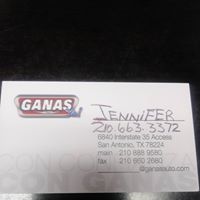 GANAS
JENNIFER
210.663.3372
6840 Interstate 35 Access
San Antonio, TX 78224
main 210 888 9580
fax 210 660 2680
@ganasauto.com